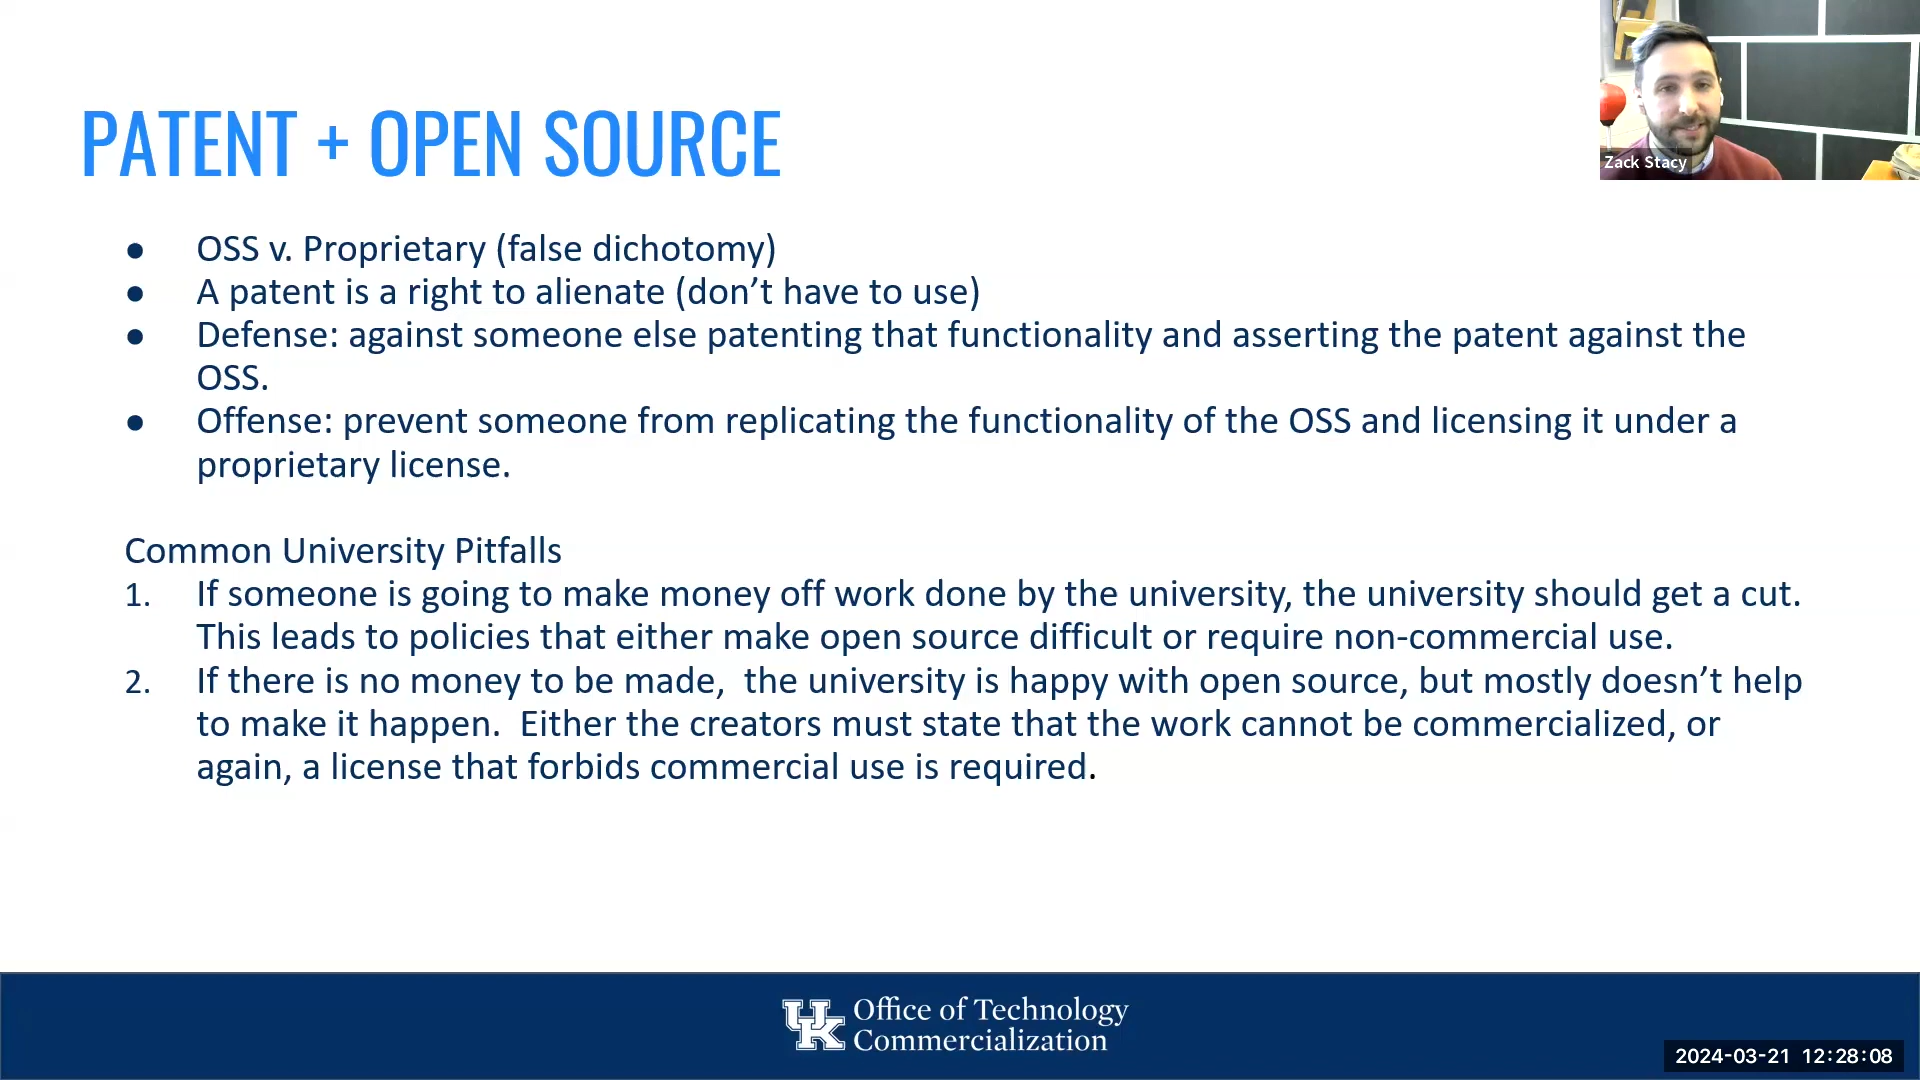 PATENT + OPEN SOURCE
Zack Stacy
● OSS v. Proprietary (false dichotomy)
● A patent is a right to alienate (don’t have to use)
● Defense: against someone else patenting that functionality and asserting the patent against the
OSS.
● Offense: prevent someone from replicating the functionality of the OSS and licensing it under a
proprietary license.
Common University Pitfalls
1. If someone is going to make money off work done by the university, the university should get a cut.
This leads to policies that either make open source difficult or require non-commercial use.
2. If there is no money to be made,  the university is happy with open source, but mostly doesn’t help
to make it happen.  Either the creators must state that the work cannot be commercialized, or
again, a license that forbids commercial use is required.
UK Office of Technology
Commercialization
2024-03-21 12:28:08